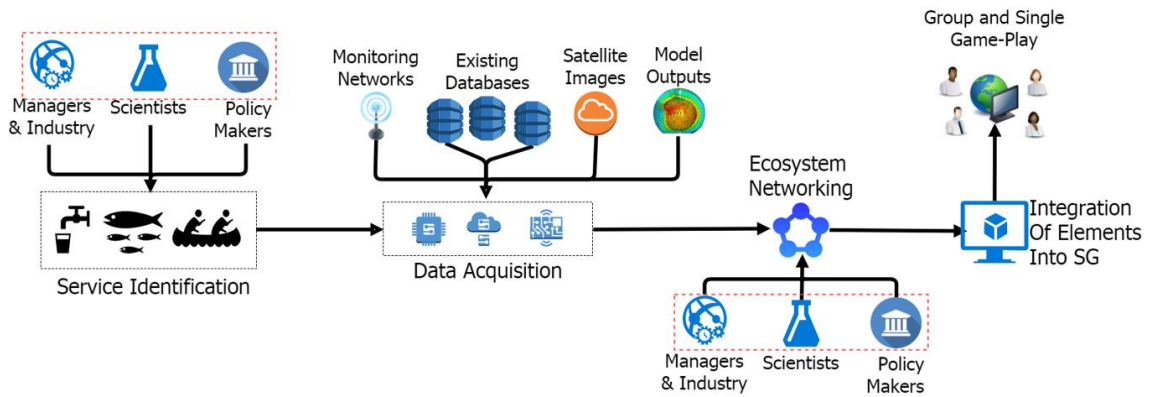 Managers
& Industry
Scientists
Policy
Makers
Service Identification
Monitoring
Networks
Existing
Databases
Satellite
Images
Model
Outputs
Data Acquisition
Ecosystem
Networking
Managers
& Industry
Scientists
Policy
Makers
Group and Single
Game-Play
Integration
Of Elements
Into SG